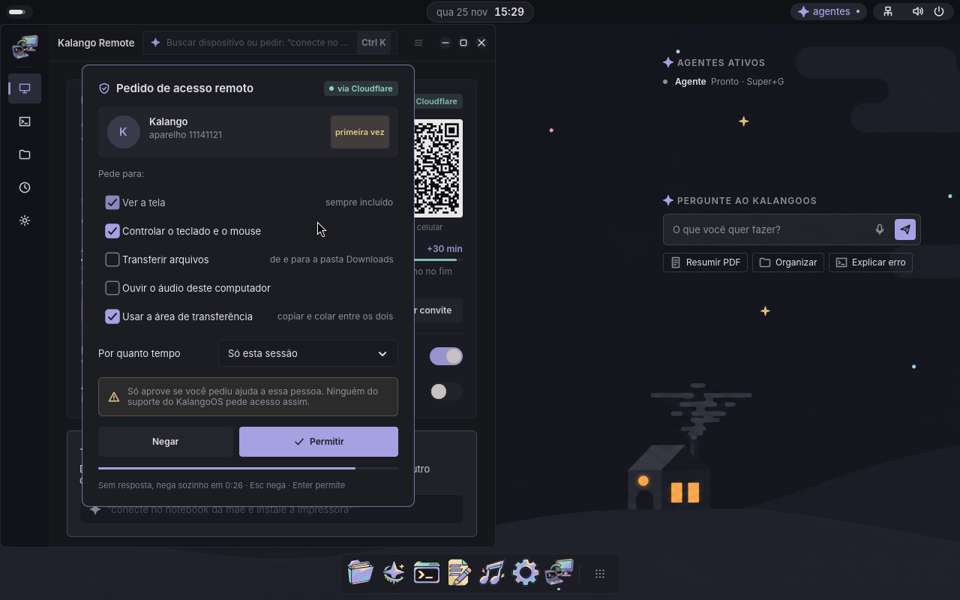 qua 25 nov 15:29
agentes
Kalango Remote
Buscar dispositivo ou pedir: "conecte no ...
Ctrl K
Pedido de acesso remoto
via Cloudflare
Cloudflare
K
Kalango
aparelho 11141121
primeira vez
Pede para:
Ver a tela
sempre incluído
celular
Controlar o teclado e o mouse
+30 min
Transferir arquivos
de e para a pasta Downloads
no no fim
Ouvir o áudio deste computador
Usar a área de transferência
copiar e colar entre os dois
r convite
Por quanto tempo
Só esta sessão
Só aprove se você pediu ajuda a essa pessoa. Ninguém do
suporte do KalangoOS pede acesso assim.
Negar
Permitir
utro
Sem resposta, nega sozinho em 0:26 · Esc nega · Enter permite
"conecte no notebook da mãe e instale a impressora"
AGENTES ATIVOS
Agente Pronto · Super+G
PERGUNTE AO KALANGOOS
O que você quer fazer?
Resumir PDF
Organizar
Explicar erro